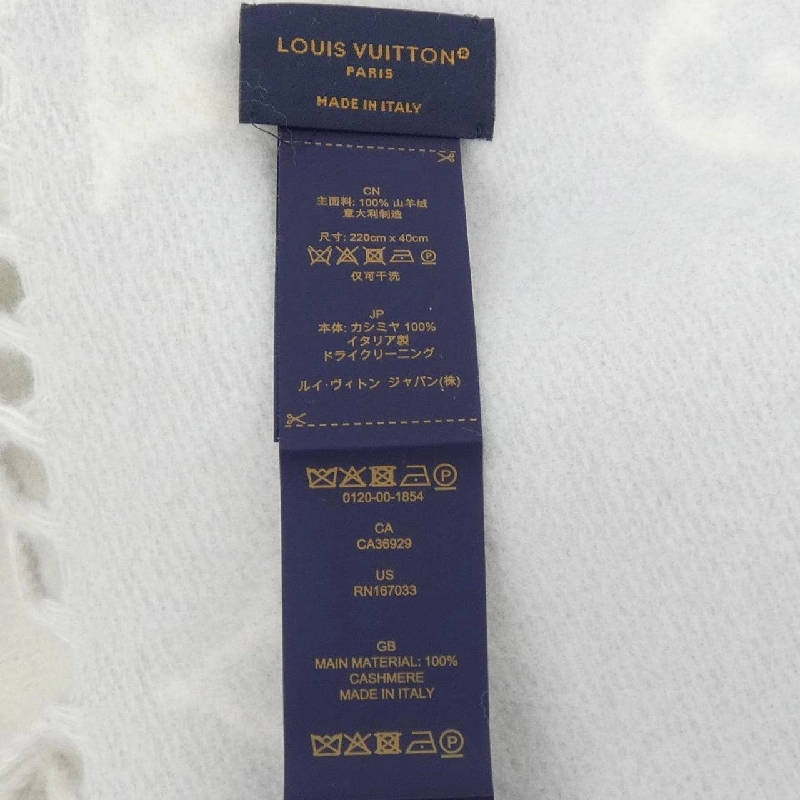 LOUIS VUITTON®
PARIS
MADE IN ITALY
CN
主面料: 100% 山羊绒
意大利制造
尺寸: 220cm x 40cm
P
仅可干洗
JP
本体: カシミヤ 100%
イタリア製
ドライクリーニング
ルイ・ヴィトン ジャパン(株)
P
0120-00-1854
CA
CA36929
US
RN167033
GB
MAIN MATERIAL: 100%
CASHMERE
MADE IN ITALY
P